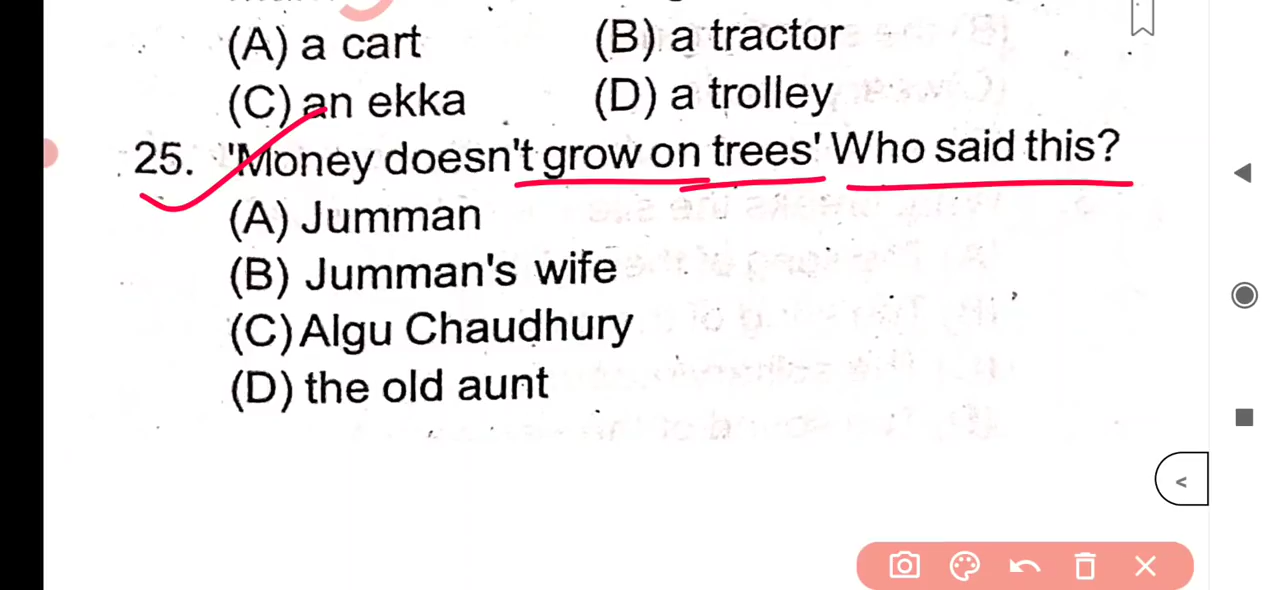 (A) a cart (B) a tractor
(C) an ekka (D) a trolley
25. 'Money doesn't grow on trees' Who said this?
(A) Jumman
(B) Jumman's wife
(C) Algu Chaudhury
(D) the old aunt